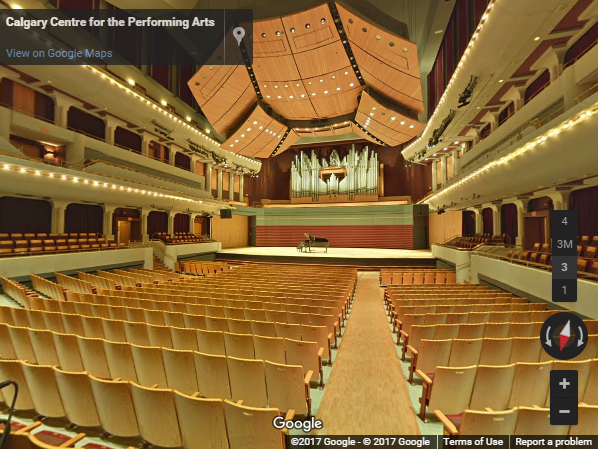 Calgary Centre for the Performing Arts
View on Google Maps
4
3M
3
1
+
−
Google
©2017 Google - © 2017 Google
Terms of Use
Report a problem